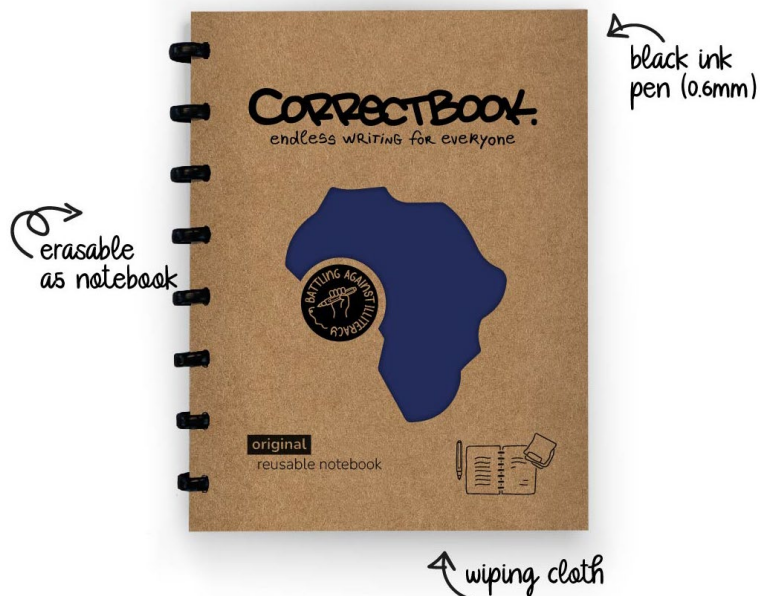 black ink
pen (0.6mm)
CORRECTBOOK.
endless WRiTiNG foR eveRyone
erasable
a5 notebook
BATTLING AGAINST ILLITERACY
original
reusable notebook
wiping cloth